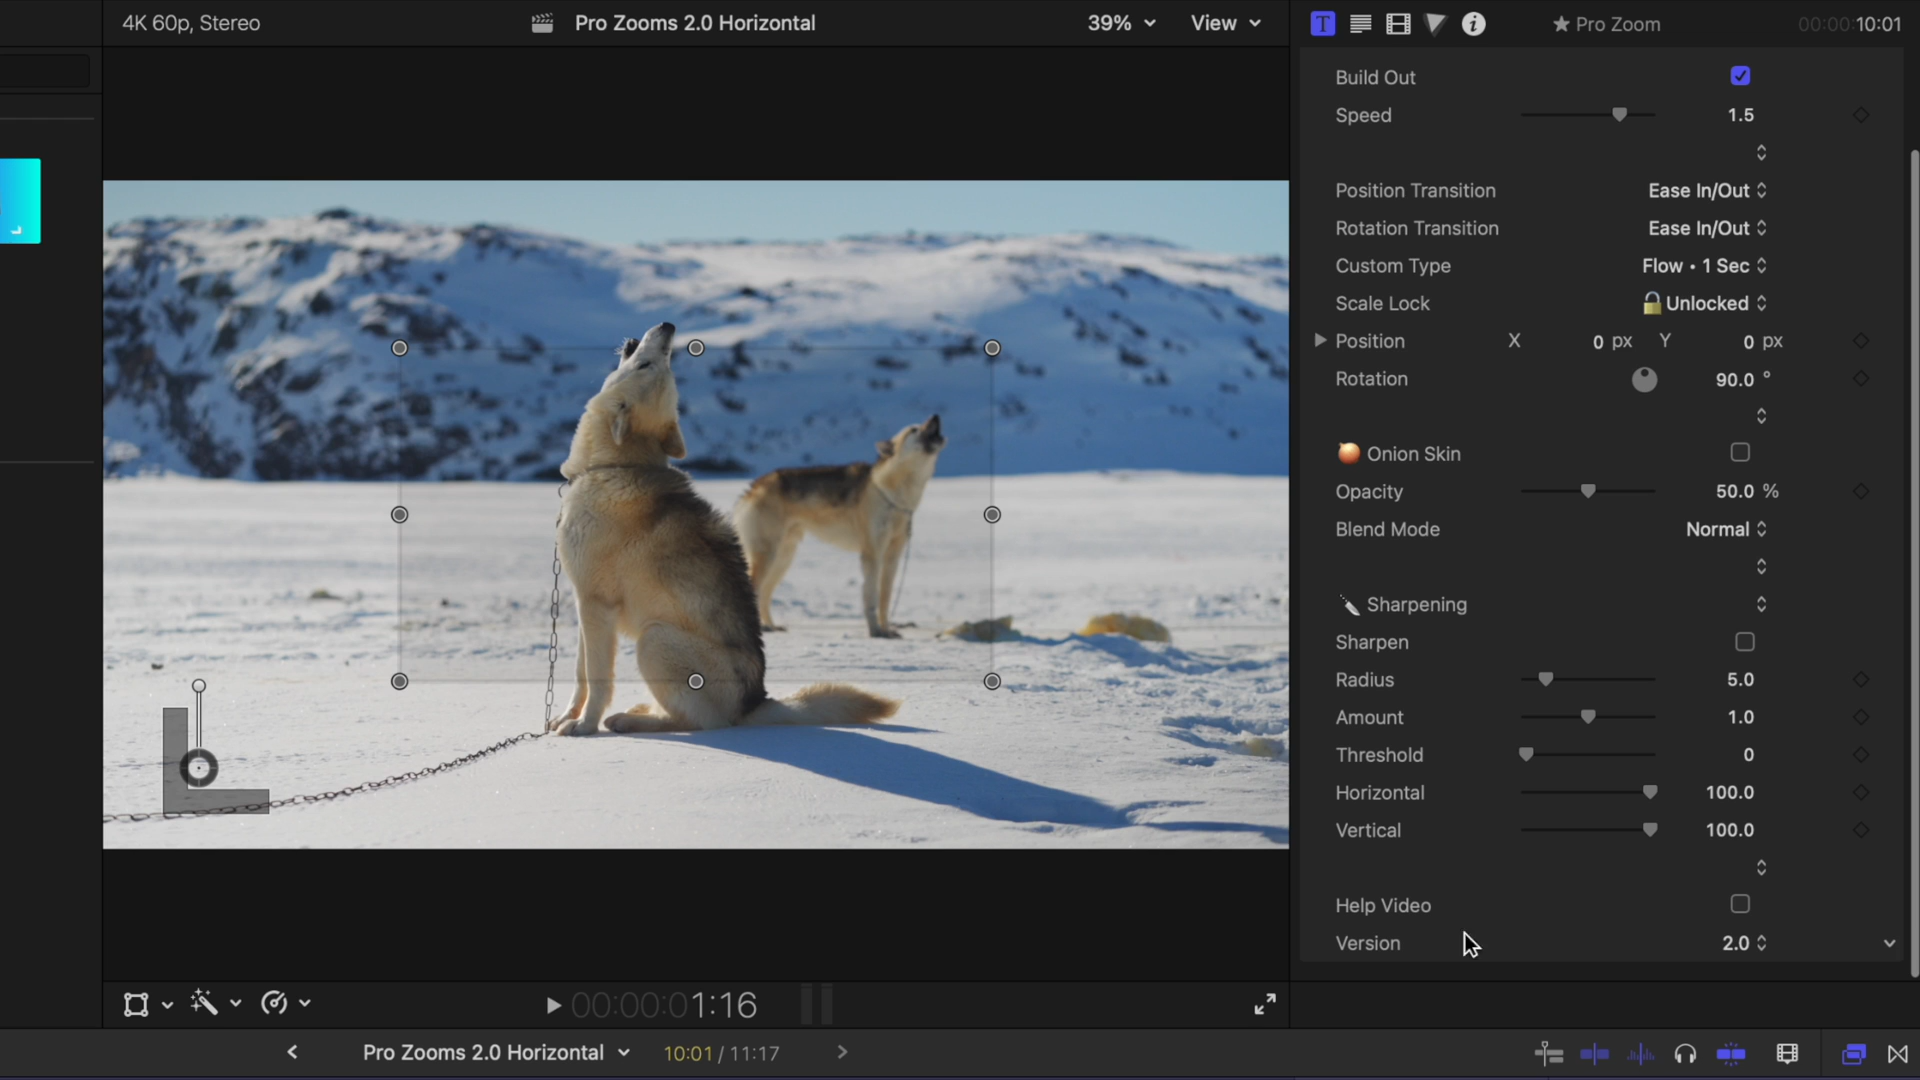 4K 60p, Stereo
Pro Zooms 2.0 Horizontal
39%
View
T
i
Pro Zoom
00:00:10:01
Build Out
Speed 1.5
Position Transition Ease In/Out
Rotation Transition Ease In/Out
Custom Type Flow • 1 Sec
Scale Lock Unlocked
Position X 0 px Y 0 px
Rotation 90.0 °
Onion Skin
Opacity 50.0 %
Blend Mode Normal
Sharpening
Sharpen
Radius 5.0
Amount 1.0
Threshold 0
Horizontal 100.0
Vertical 100.0
Help Video
Version 2.0
00:00:01:16
Pro Zooms 2.0 Horizontal
10:01 / 11:17